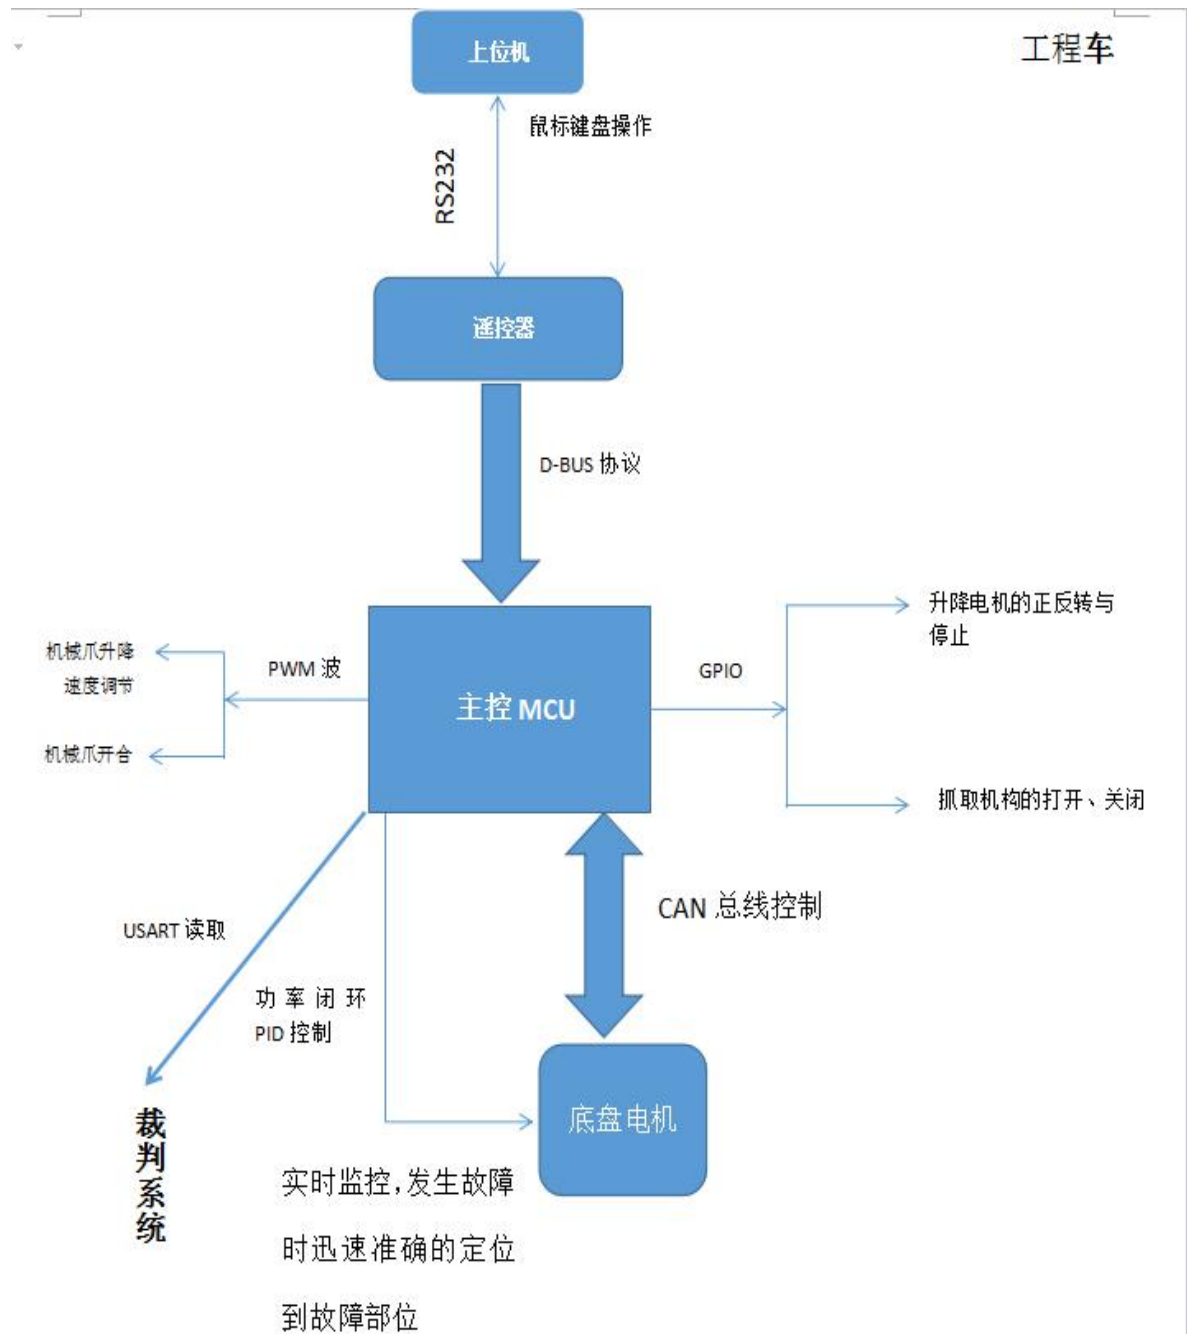 工程车
上位机
鼠标键盘操作
RS232
遥控器
D-BUS 协议
升降电机的正反转与
停止
机械爪升降
速度调节
PWM 波
GPIO
主控 MCU
机械爪开合
抓取机构的打开、关闭
CAN 总线控制
USART 读取
功率闭环
PID 控制
底盘电机
裁判系统
实时监控，发生故障
时迅速准确的定位
到故障部位